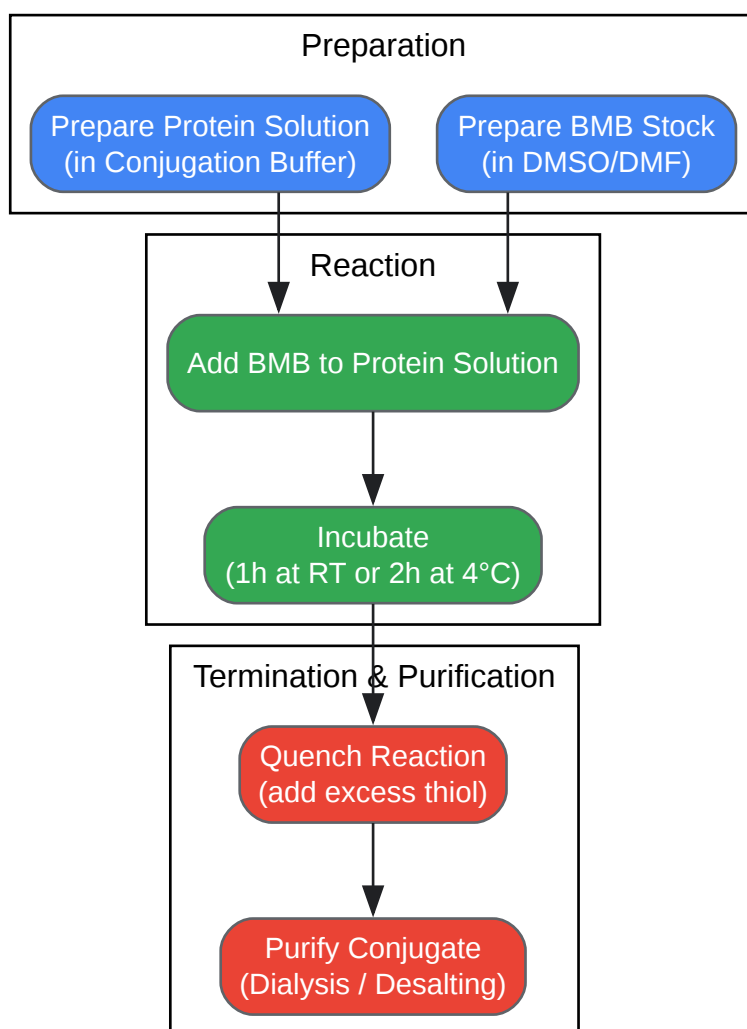 Preparation
Prepare Protein Solution
(in Conjugation Buffer)
Prepare BMB Stock
(in DMSO/DMF)
Reaction
Add BMB to Protein Solution
Incubate
(1h at RT or 2h at 4°C)
Termination & Purification
Quench Reaction
(add excess thiol)
Purify Conjugate
(Dialysis / Desalting)